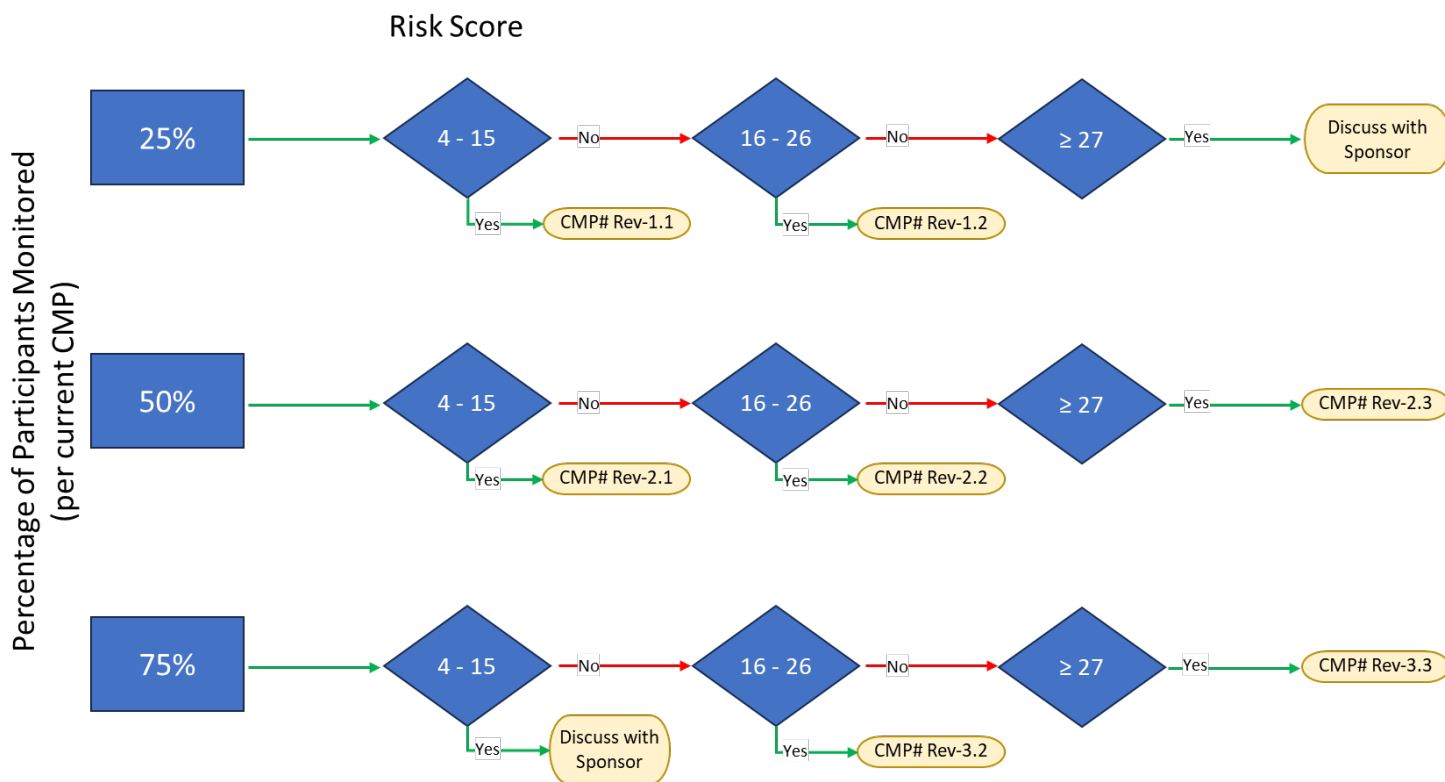 Risk Score
Percentage of Participants Monitored
(per current CMP)
25%
4 - 15
No
16 - 26
No
≥ 27
Yes
Discuss with
Sponsor
Yes
CMP# Rev-1.1
Yes
CMP# Rev-1.2
50%
4 - 15
No
16 - 26
No
≥ 27
Yes
CMP# Rev-2.3
Yes
CMP# Rev-2.1
Yes
CMP# Rev-2.2
75%
4 - 15
No
16 - 26
No
≥ 27
Yes
CMP# Rev-3.3
Yes
Discuss with
Sponsor
Yes
CMP# Rev-3.2